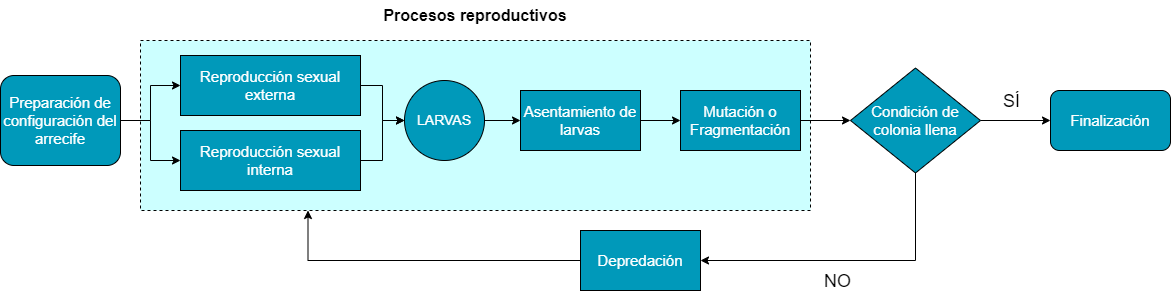 Procesos reproductivos
Preparación de
configuración del
arrecife
Reproducción sexual
externa
Reproducción sexual
interna
LARVAS
Asentamiento de
larvas
Mutación o
Fragmentación
Condición de
colonia llena
SÍ
Finalización
Depredación
NO